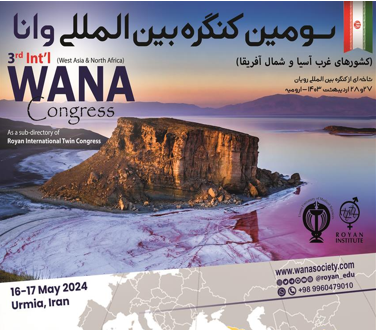 سومین کنگره بین المللی وانا
(کشورهای غرب آسیا و شمال آفریقا)
3rd Int'l (West Asia & North Africa)
WANA
Congress
شاخه ای از کنگره بین المللی رویان
۲۷ و ۲۸ اردیبهشت ۱۴۰۳ - ارومیه
As a sub-directory of
Royan International Twin Congress
ROYAN
INSTITUTE
www.wanasociety.com
@royan_edu
+98 9960479010
16-17 May 2024
Urmia, Iran